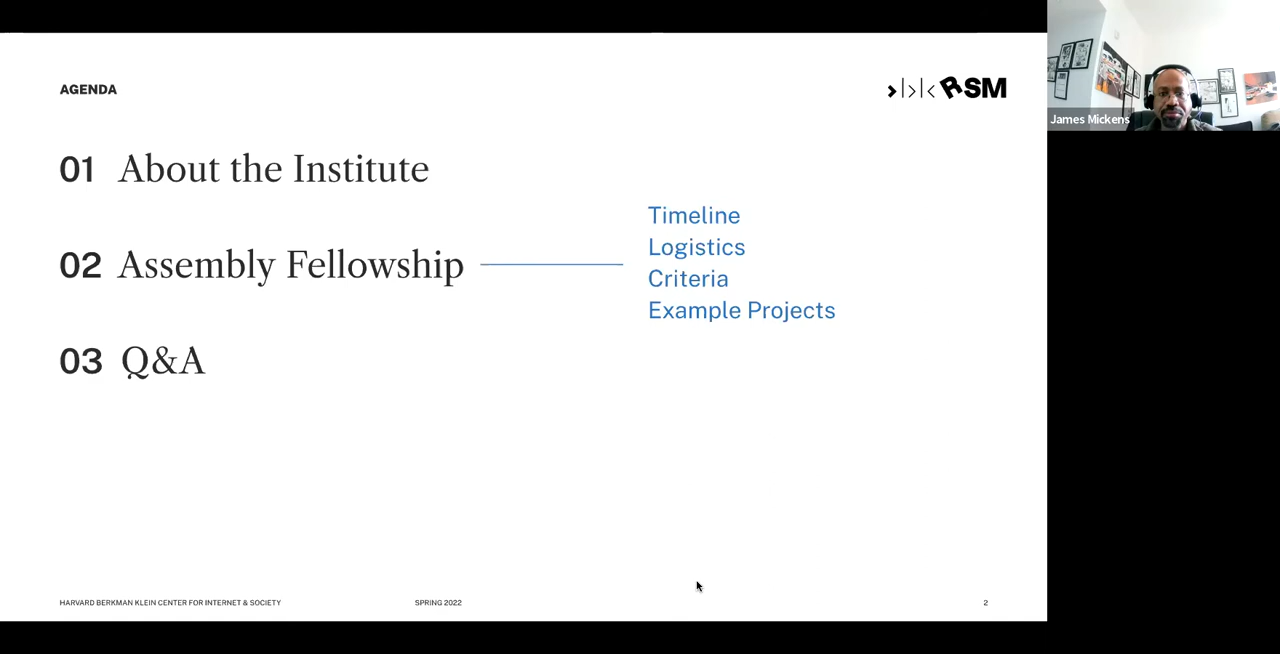 AGENDA
RSM
01 About the Institute
02 Assembly Fellowship
Timeline
Logistics
Criteria
Example Projects
03 Q&A
HARVARD BERKMAN KLEIN CENTER FOR INTERNET & SOCIETY
SPRING 2022
2
James Mickens